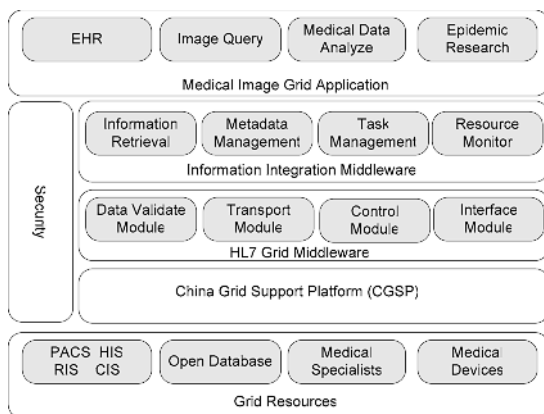 EHR
Image Query
Medical Data
Analyze
Epidemic
Research
Medical Image Grid Application
Security
Information
Retrieval
Metadata
Management
Task
Management
Resource
Monitor
Information Integration Middleware
Data Validate
Module
Transport
Module
Control
Module
Interface
Module
HL7 Grid Middleware
China Grid Support Platform (CGSP)
PACS HIS
RIS CIS
Open Database
Medical
Specialists
Medical
Devices
Grid Resources